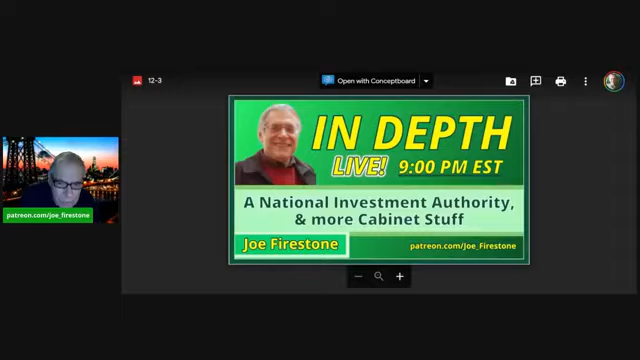 12-3
Open with Conceptboard
IN DEPTH
LIVE! 9:00 PM EST
A National Investment Authority,
& more Cabinet Stuff
Joe Firestone
patreon.com/Joe_Firestone
patreon.com/joe_firestone